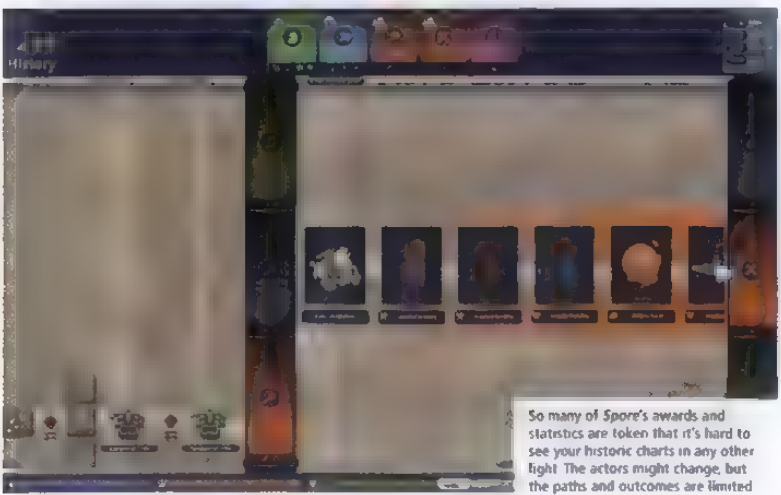 History
So many of Spore's awards and
statistics are token that it's hard to
see your historic charts in any other
light The actors might change, but
the paths and outcomes are limited